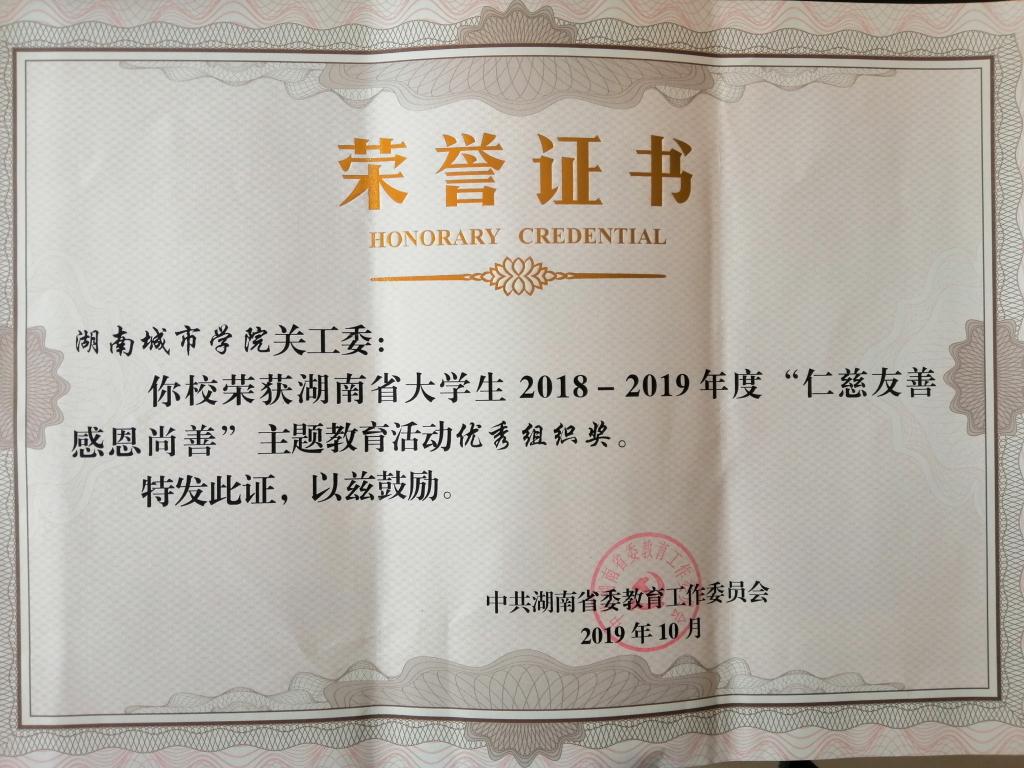 荣誉证书
HONORARY CREDENTIAL
湖南城市学院关工委：
你校荣获湖南省大学生 2018－2019 年度“仁慈友善
感恩尚善”主题教育活动优秀组织奖。
特发此证，以兹鼓励。
中共湖南省委教育工作委员会
2019 年 10 月